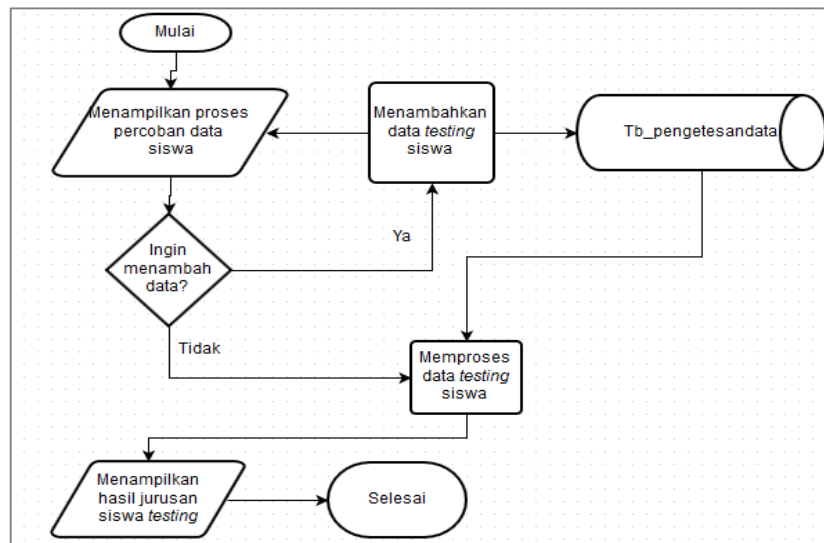 Mulai
Menampilkan proses
percoban data
siswa
Menambahkan
data testing
siswa
Tb_pengetesandata
Ya
Ingin
menambah
data?
Tidak
Memproses
data testing
siswa
Menampilkan
hasil jurusan
siswa testing
Selesai